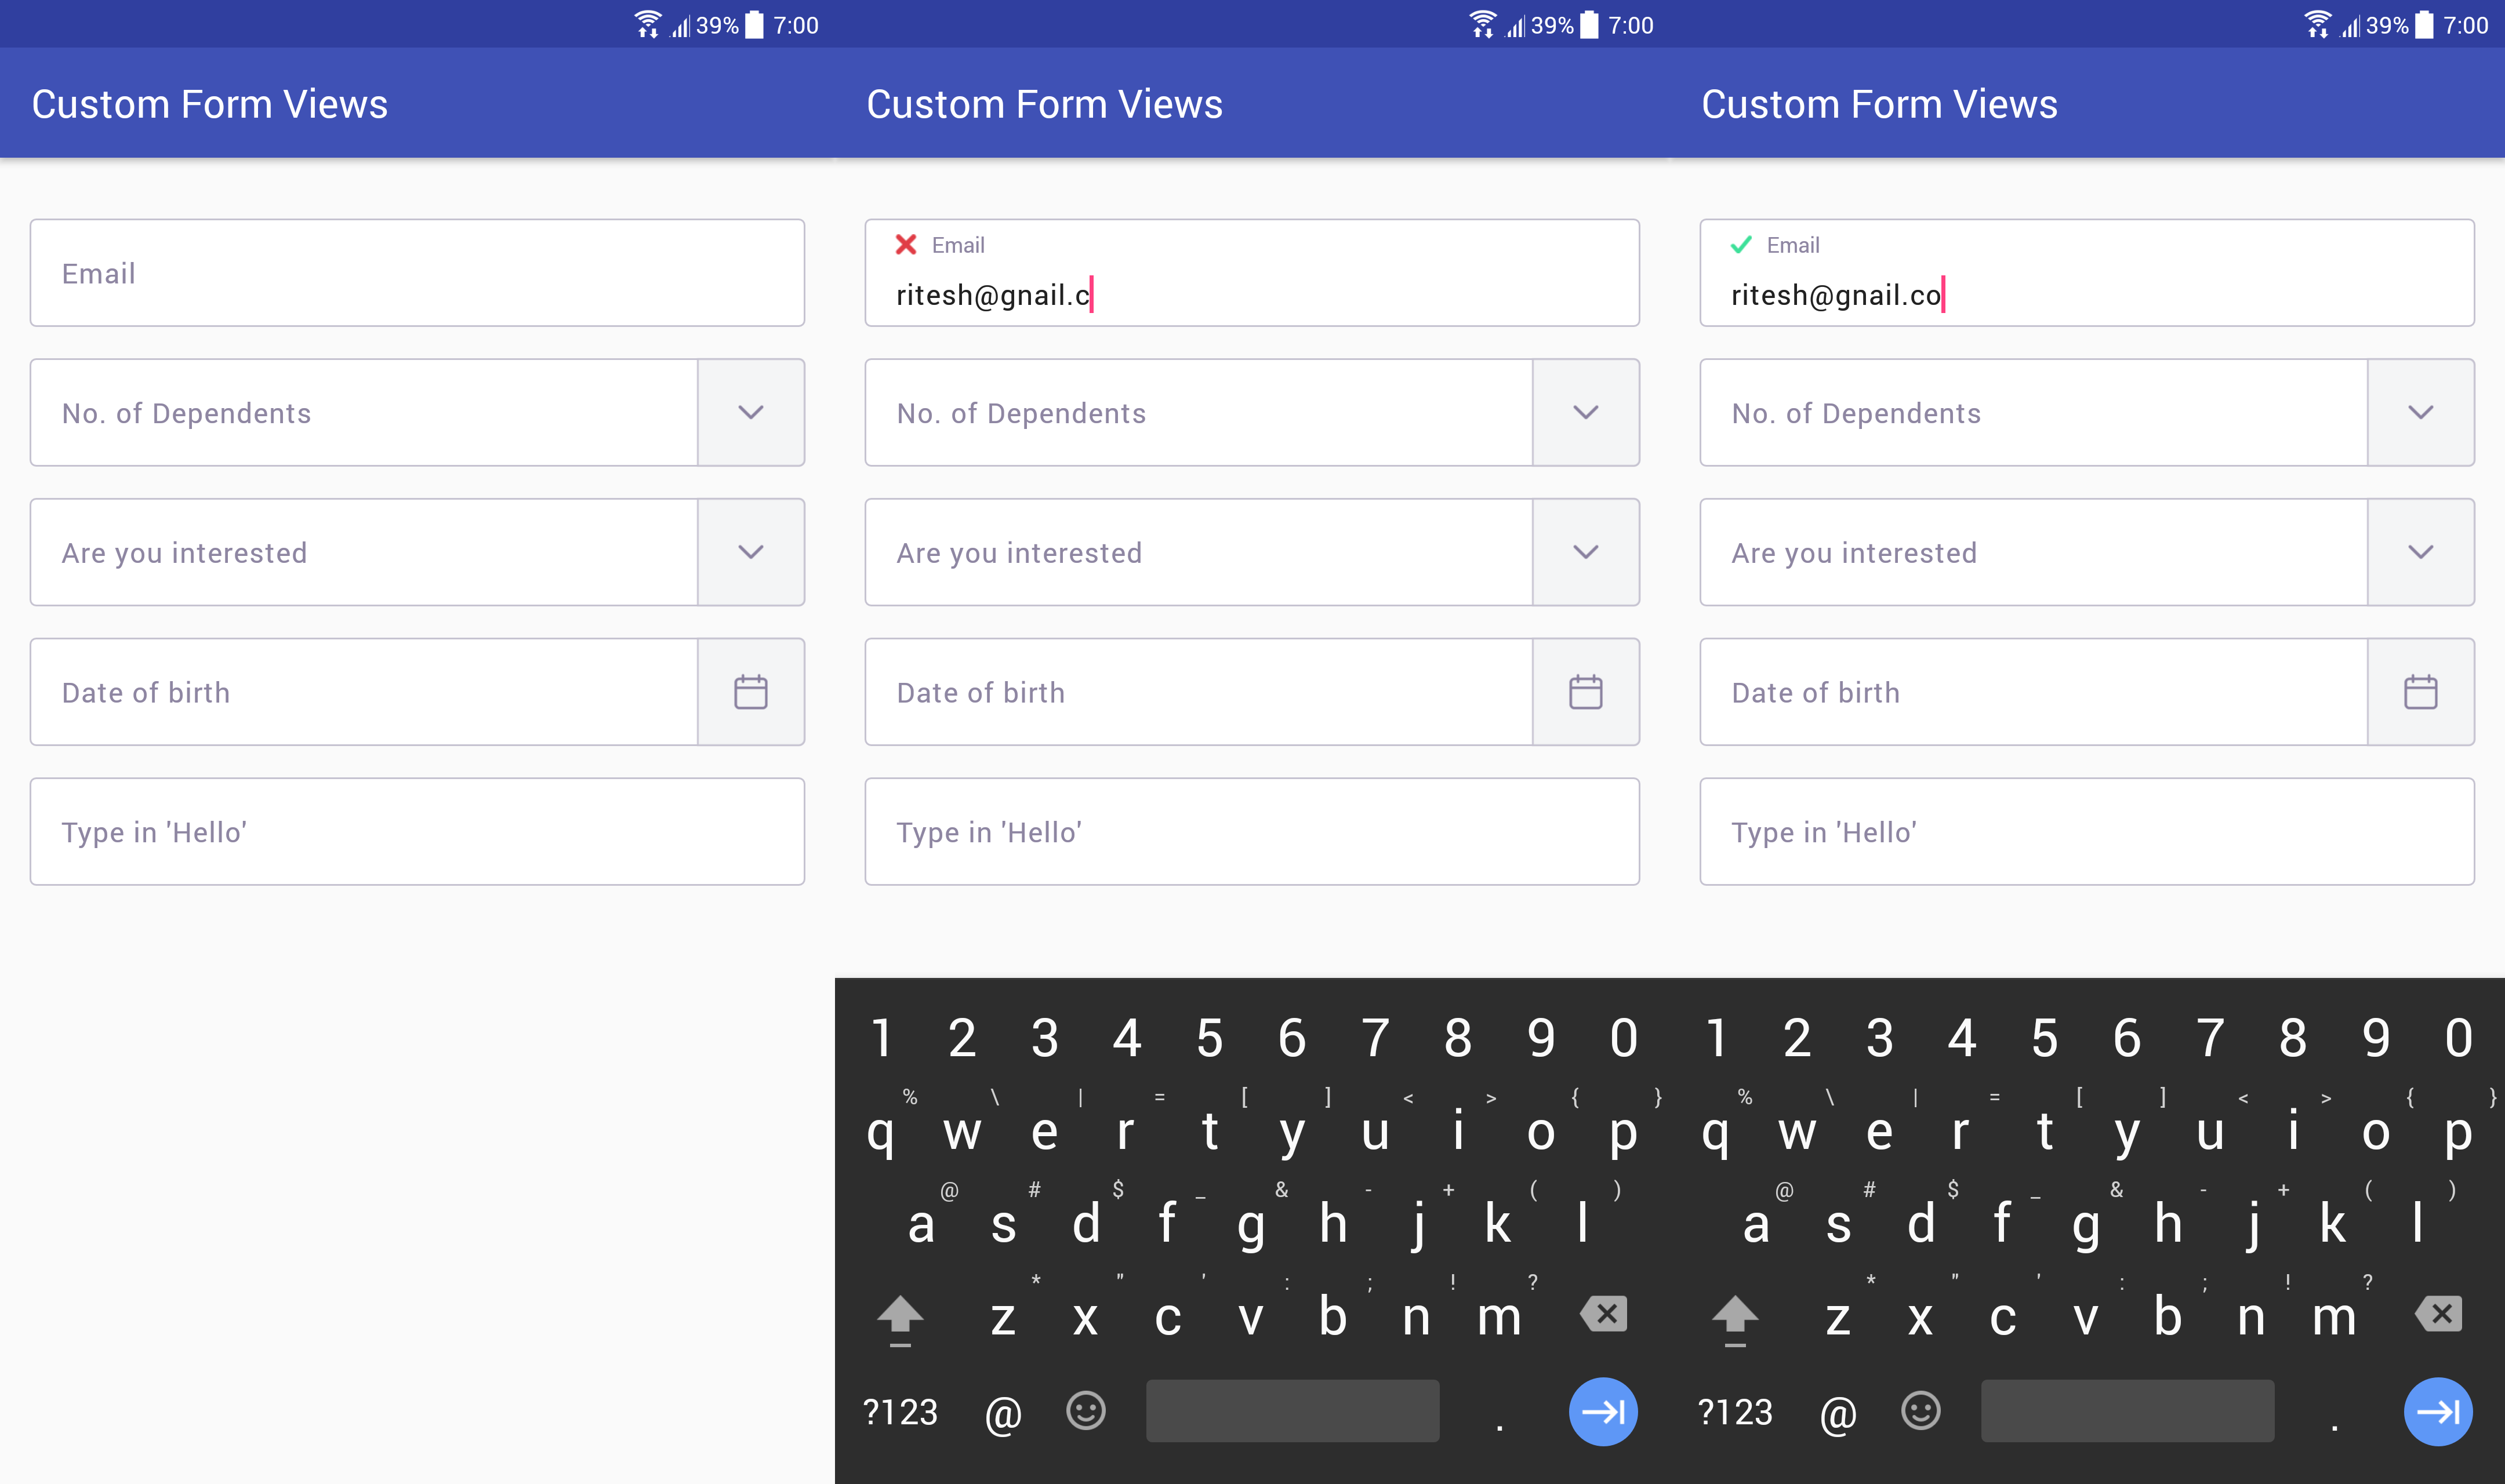 39% 7:00
Custom Form Views
Email
No. of Dependents
Are you interested
Date of birth
Type in 'Hello'
39% 7:00
Custom Form Views
Email
ritesh@gnail.c
No. of Dependents
Are you interested
Date of birth
Type in 'Hello'
1 2 3 4 5 6 7 8 9 0
% \ | = [ ] < > { }
q w e r t y u i o p
@ # $ _ & - + ( )
a s d f g h j k l
* " ' : ; ! ?
z x c v b n m
?123 @ .
39% 7:00
Custom Form Views
Email
ritesh@gnail.co
No. of Dependents
Are you interested
Date of birth
Type in 'Hello'
1 2 3 4 5 6 7 8 9 0
% \ | = [ ] < > { }
q w e r t y u i o p
@ # $ _ & - + ( )
a s d f g h j k l
* " ' : ; ! ?
z x c v b n m
?123 @ .